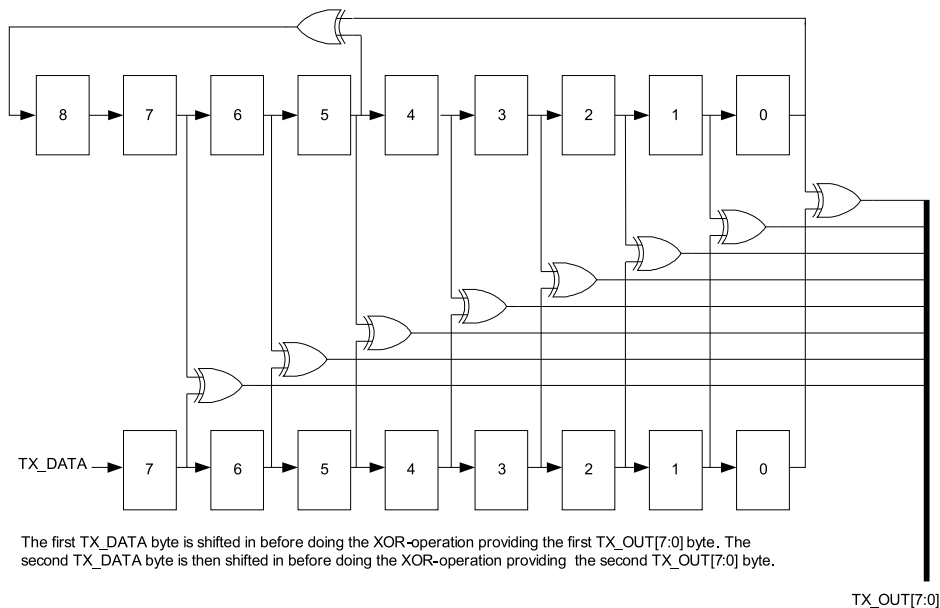 8 7 6 5 4 3 2 1 0
TX_DATA 7 6 5 4 3 2 1 0
The first TX_DATA byte is shifted in before doing the XOR-operation providing the first TX_OUT[7:0] byte. The
second TX_DATA byte is then shifted in before doing the XOR-operation providing the second TX_OUT[7:0] byte.
TX_OUT[7:0]